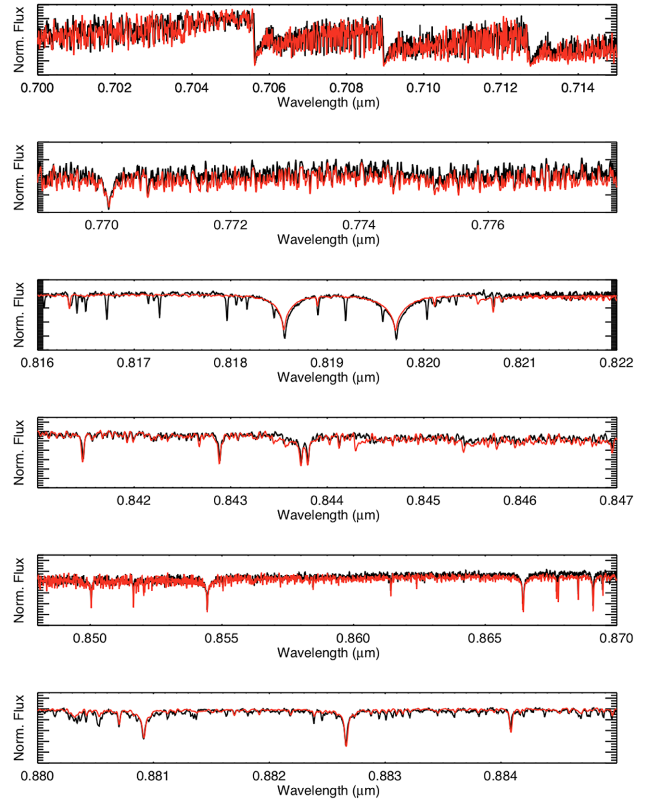 Norm. Flux
0.700 0.702 0.704 0.706 0.708 0.710 0.712 0.714
Wavelength (μm)
Norm. Flux
0.770 0.772 0.774 0.776
Wavelength (μm)
Norm. Flux
0.816 0.817 0.818 0.819 0.820 0.821 0.822
Wavelength (μm)
Norm. Flux
0.842 0.843 0.844 0.845 0.846 0.847
Wavelength (μm)
Norm. Flux
0.850 0.855 0.860 0.865 0.870
Wavelength (μm)
Norm. Flux
0.880 0.881 0.882 0.883 0.884
Wavelength (μm)